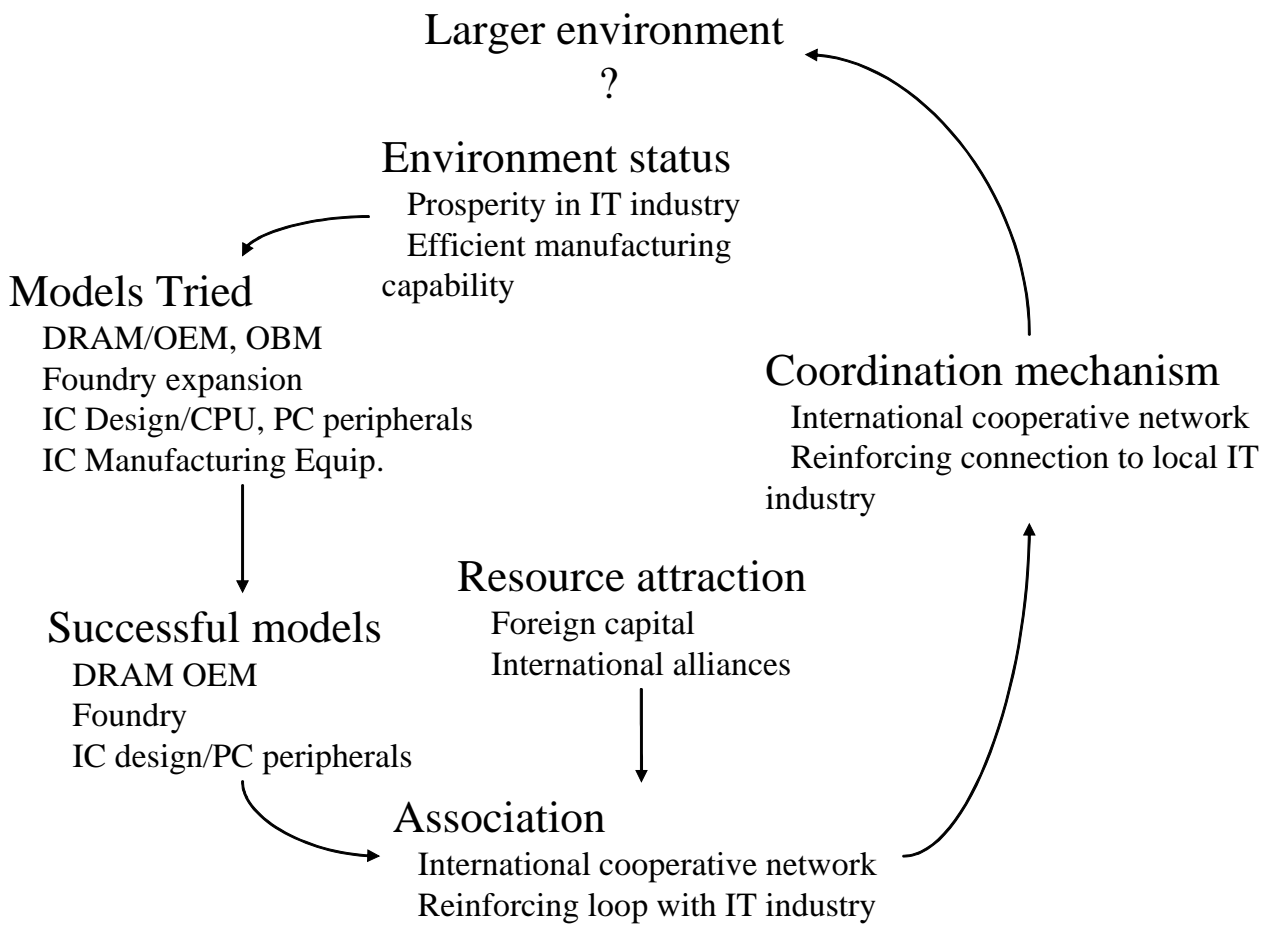 Larger environment
?
Environment status
Prosperity in IT industry
Efficient manufacturing
capability
Models Tried
DRAM/OEM, OBM
Foundry expansion
IC Design/CPU, PC peripherals
IC Manufacturing Equip.
Coordination mechanism
International cooperative network
Reinforcing connection to local IT
industry
Resource attraction
Foreign capital
International alliances
Successful models
DRAM OEM
Foundry
IC design/PC peripherals
Association
International cooperative network
Reinforcing loop with IT industry